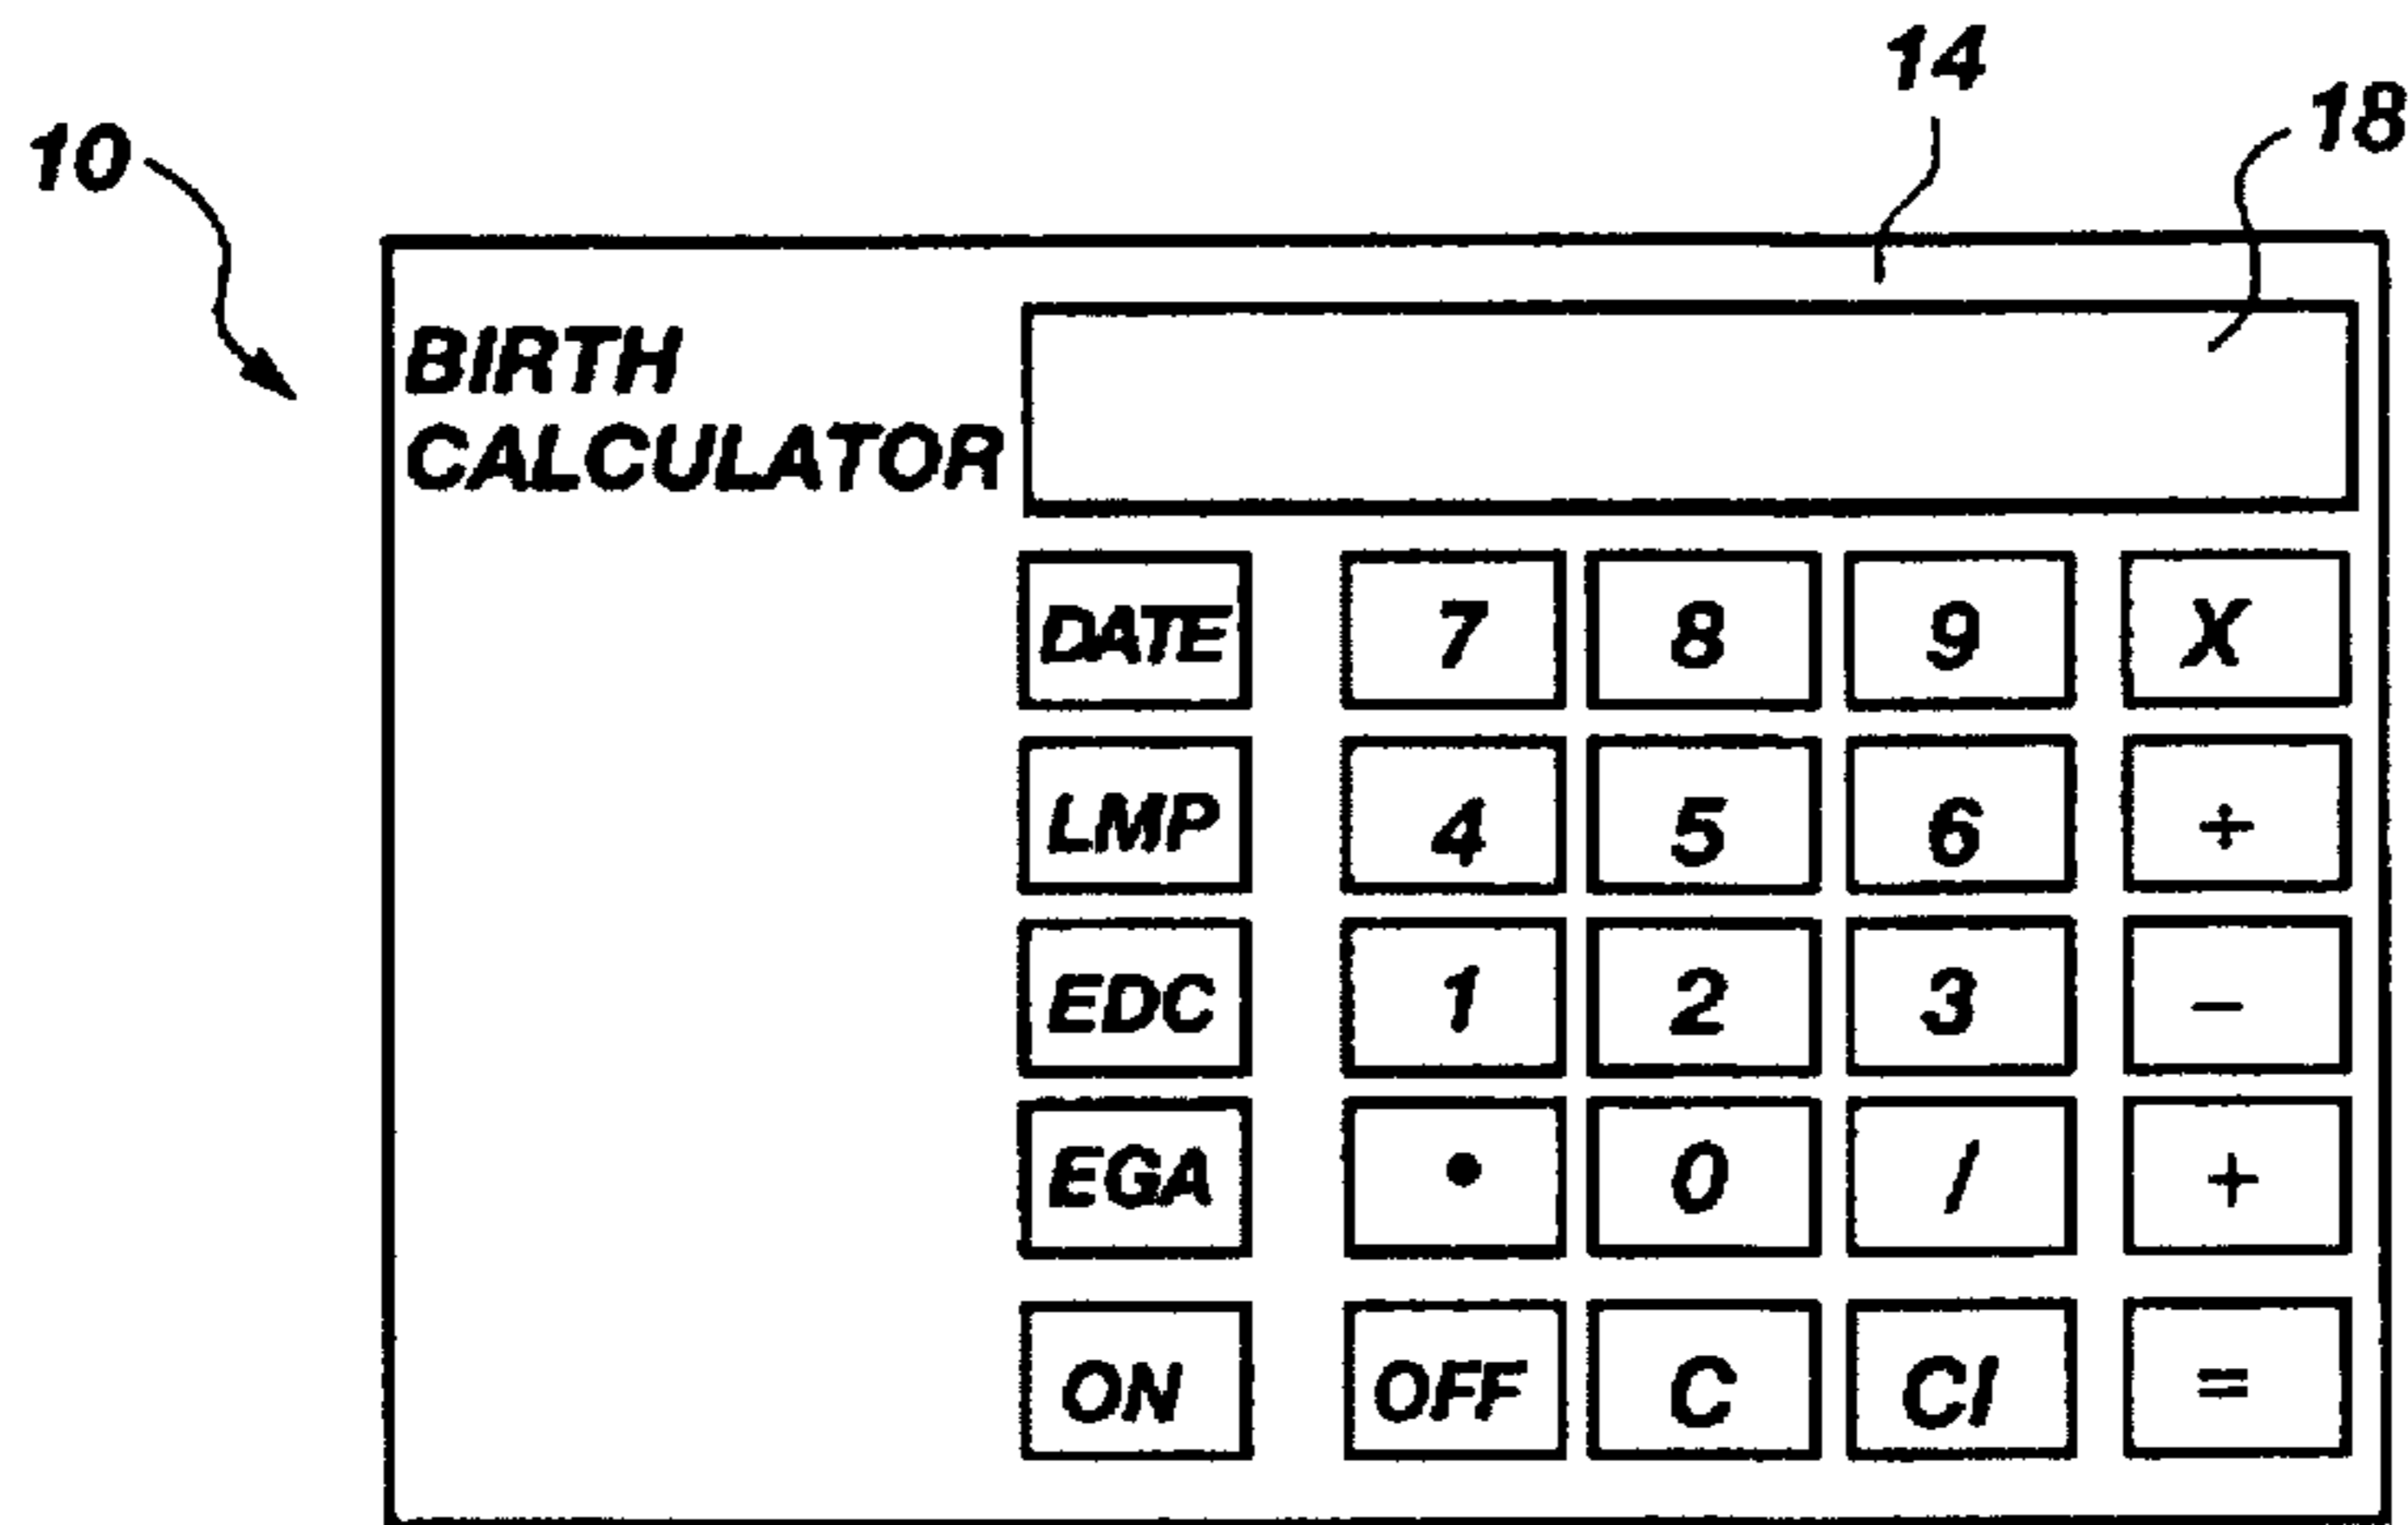 14
18
10
BIRTH
CALCULATOR
DATE 7 8 9 X
LMP 4 5 6 ÷
EDC 1 2 3 −
EGA • 0 / +
ON OFF C CI =